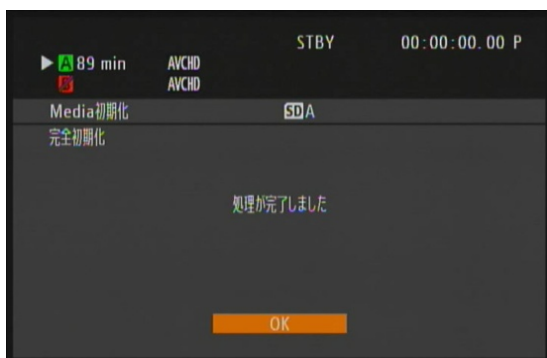 STBY 00:00:00.00 P
A 89 min AVCHD
B AVCHD
Media初期化 SD A
完全初期化
処理が完了しました
OK